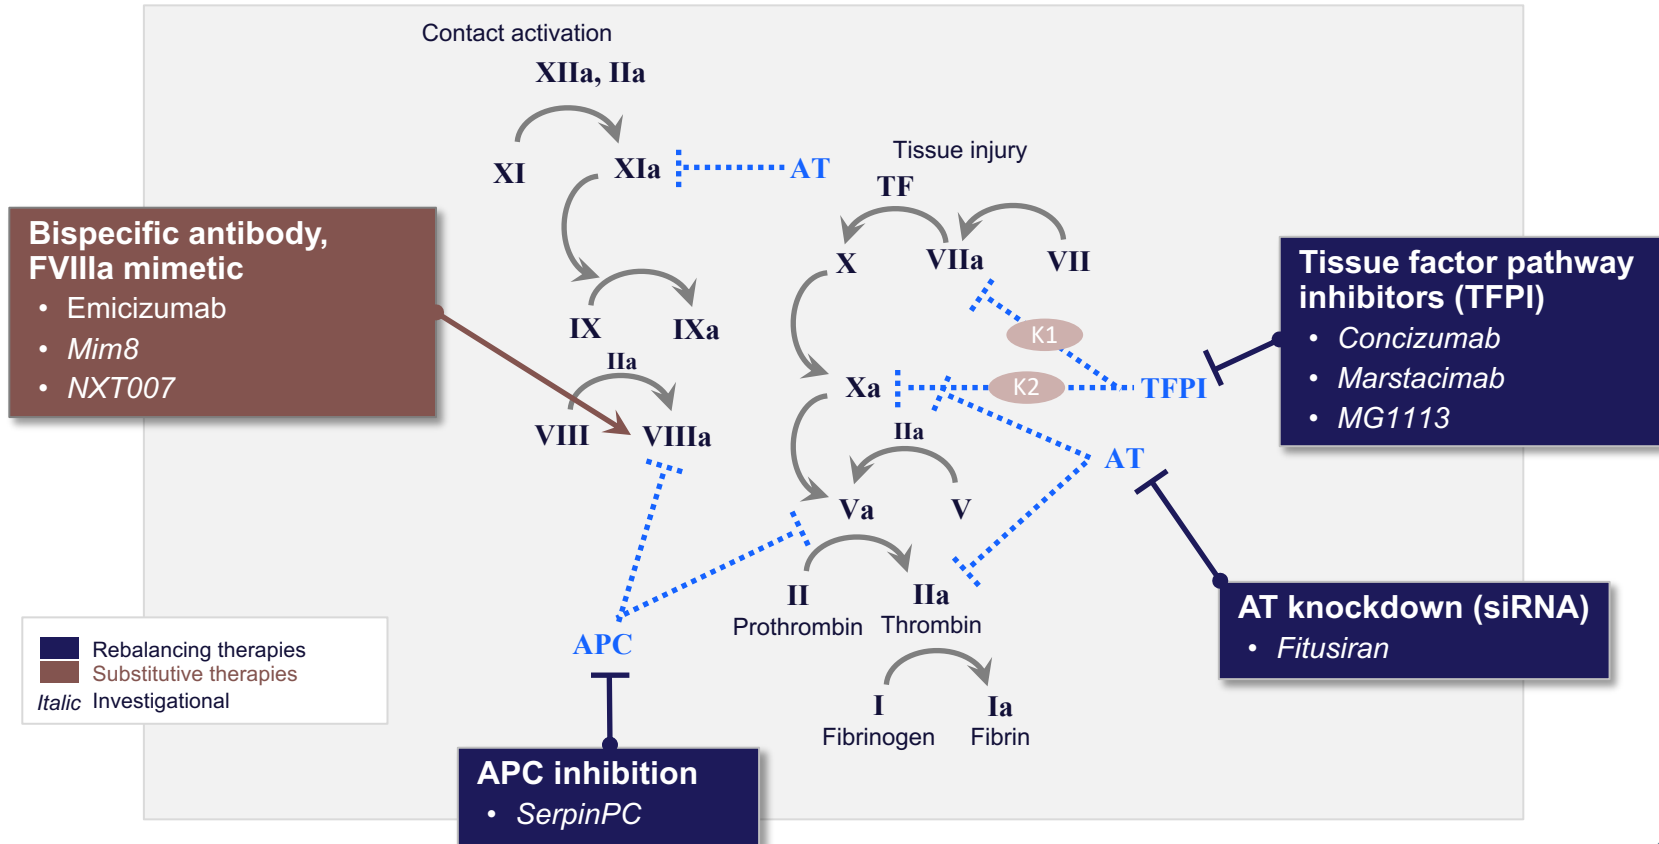 Contact activation
XIIa, IIa
XI
XIa
AT
Tissue injury
TF
X
VIIa
VII
Bispecific antibody,
FVIIIa mimetic
• Emicizumab
• Mim8
• NXT007
IX
IXa
IIa
VIII
VIIIa
K1
K2
Xa
TFPI
IIa
AT
Va
V
Tissue factor pathway
inhibitors (TFPI)
• Concizumab
• Marstacimab
• MG1113
II
Prothrombin
IIa
Thrombin
APC
I
Fibrinogen
Ia
Fibrin
AT knockdown (siRNA)
• Fitusiran
Rebalancing therapies
Substitutive therapies
Italic Investigational
APC inhibition
• SerpinPC